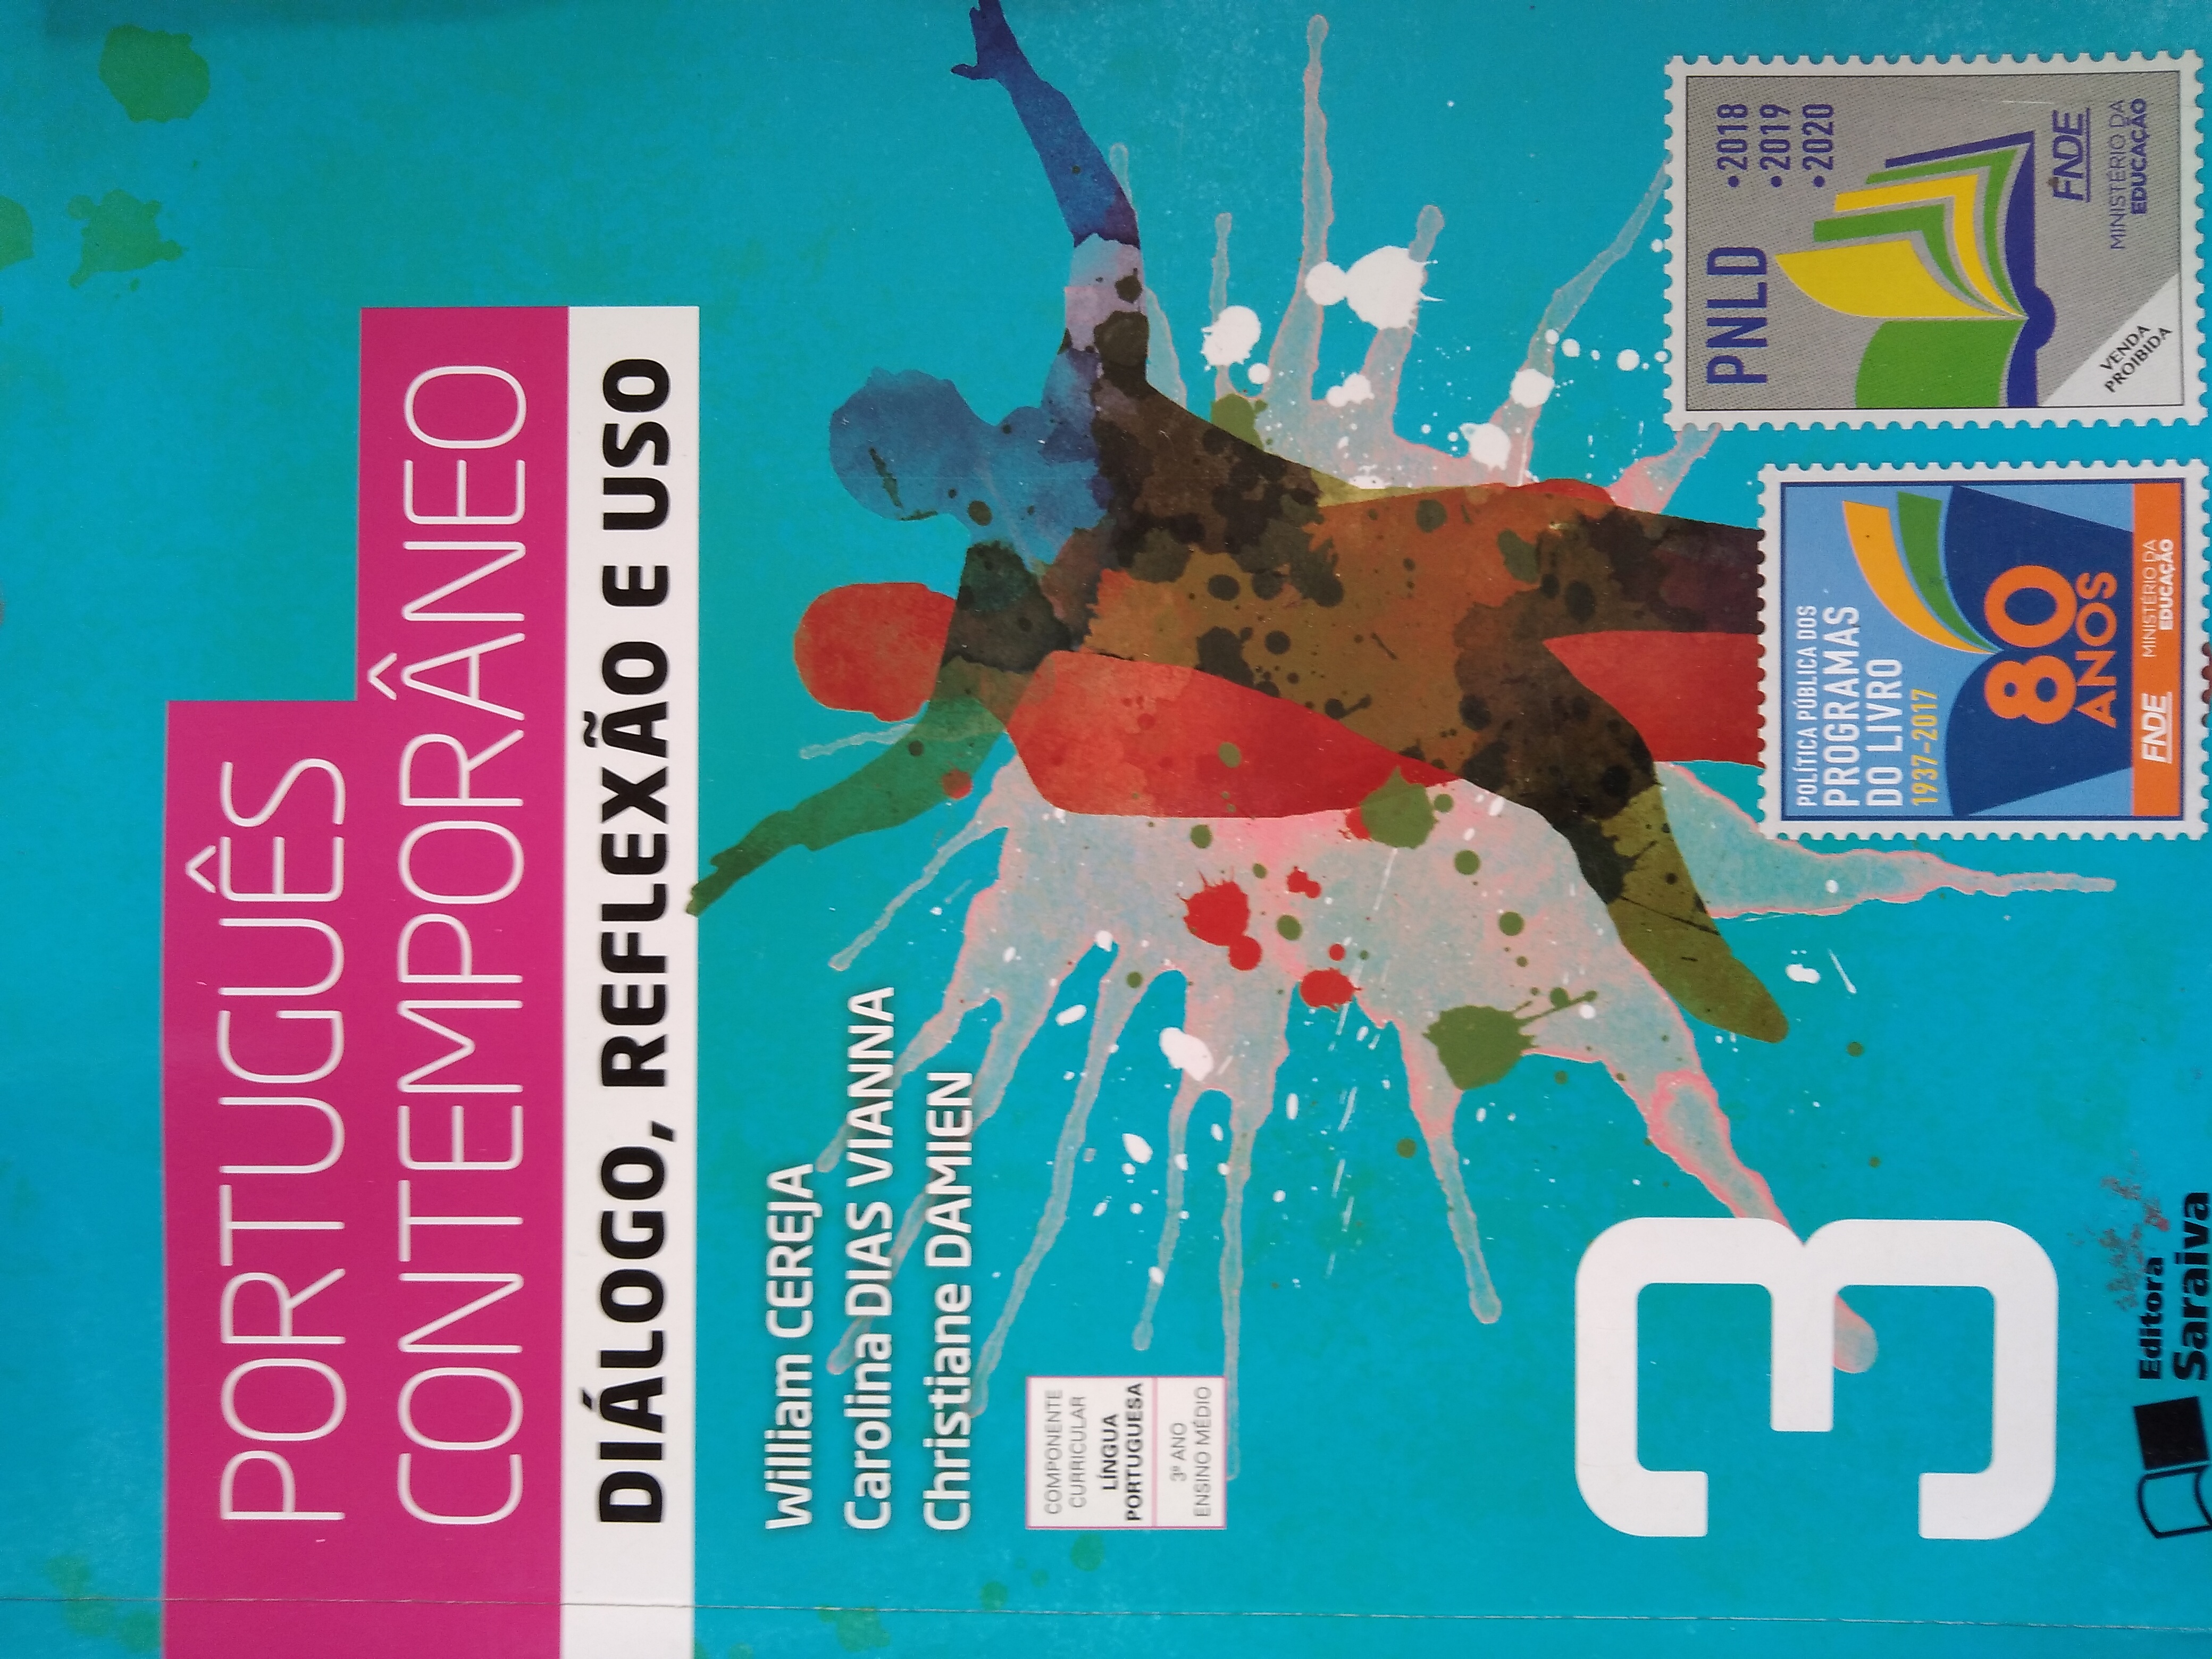 PORTUGUÊS
CONTEMPORÂNEO
DIÁLOGO, REFLEXÃO E USO
William CEREJA
Carolina DIAS VIANNA
Christiane DAMIEN
COMPONENTE
CURRICULAR
LÍNGUA
PORTUGUESA
3º ANO
ENSINO MÉDIO
3
Editora
Saraiva
POLÍTICA PÚBLICA DOS
PROGRAMAS
DO LIVRO
1937-2017
80
ANOS
FNDE
MINISTÉRIO DA
EDUCAÇÃO
PNLD
•2018
•2019
•2020
FNDE
MINISTÉRIO DA
EDUCAÇÃO
VENDA
PROIBIDA